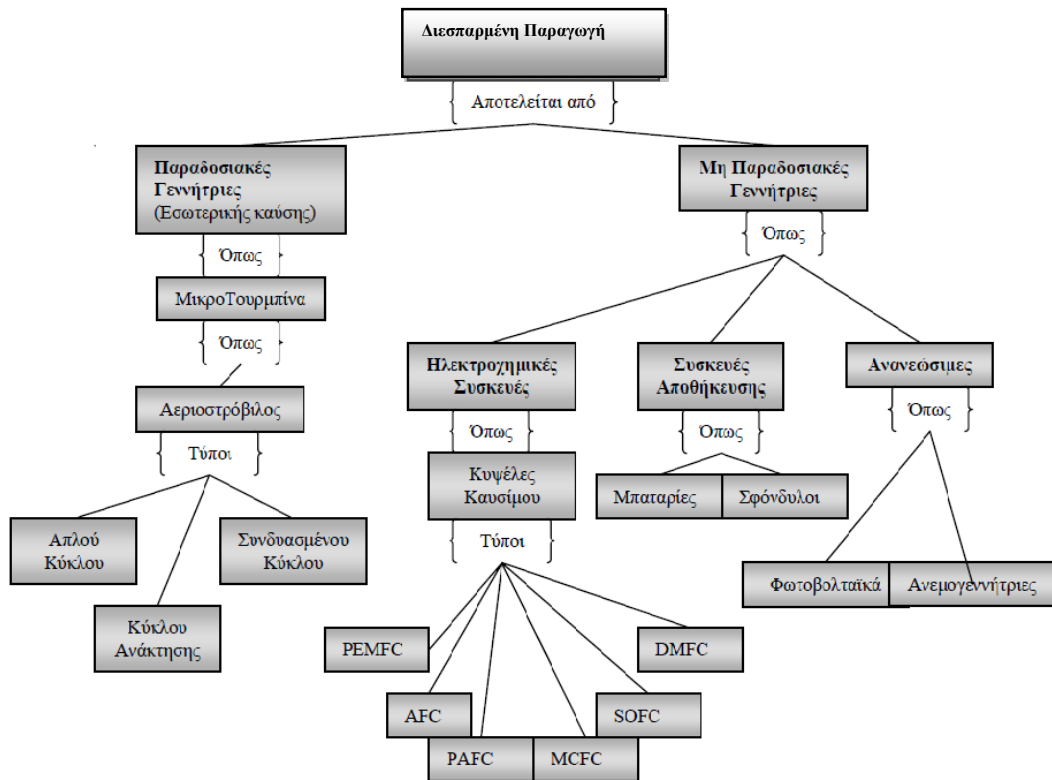 Διεσπαρμένη Παραγωγή
Αποτελείται από
Παραδοσιακές
Γεννήτριες
(Εσωτερικής καύσης)
Όπως
ΜικροΤουρμπίνα
Όπως
Αεριοστρόβιλος
Τύποι
Απλού
Κύκλου
Κύκλου
Ανάκτησης
Συνδυασμένου
Κύκλου
Μη Παραδοσιακές
Γεννήτριες
Όπως
Ηλεκτροχημικές
Συσκευές
Όπως
Κυψέλες
Καυσίμου
Τύποι
PEMFC
AFC
PAFC
MCFC
SOFC
DMFC
Συσκευές
Αποθήκευσης
Όπως
Μπαταρίες
Σφόνδυλοι
Ανανεώσιμες
Όπως
Φωτοβολταϊκά
Ανεμογεννήτριες